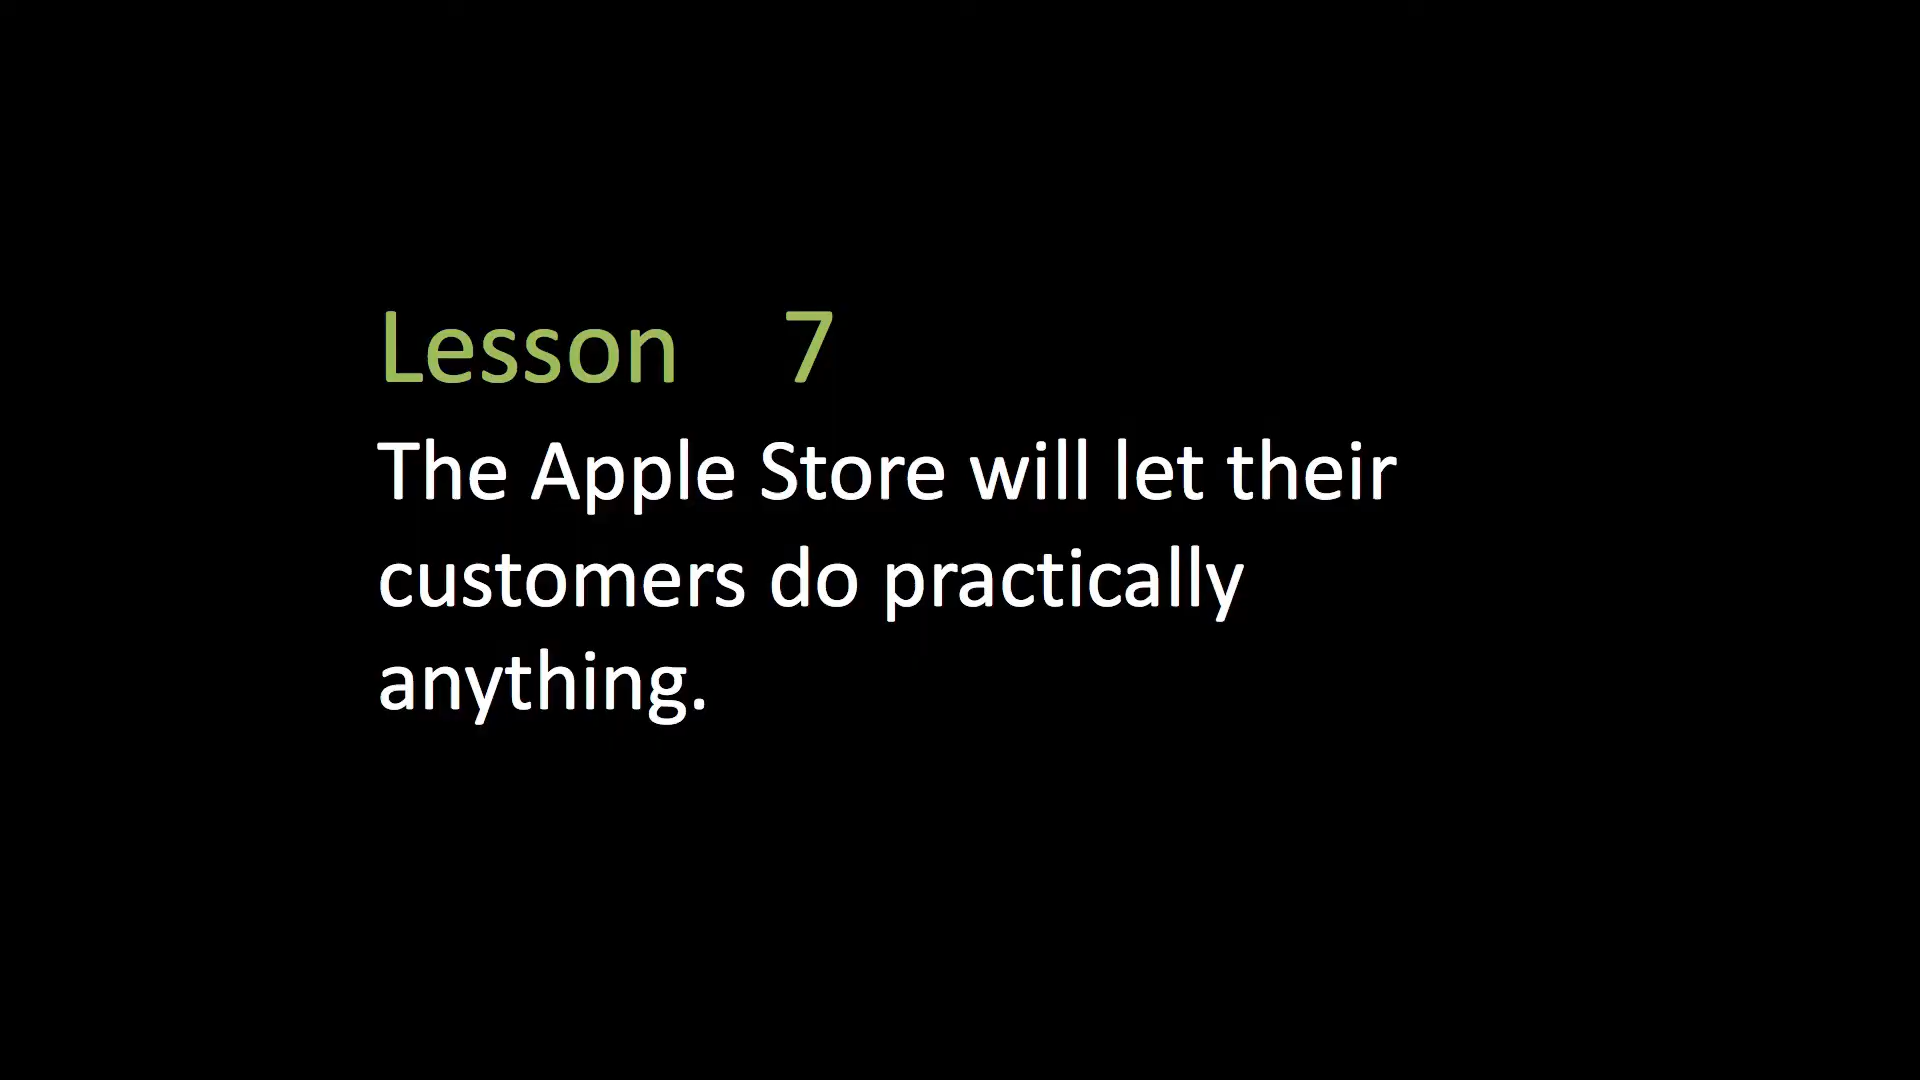 Lesson 7
The Apple Store will let their
customers do practically
anything.